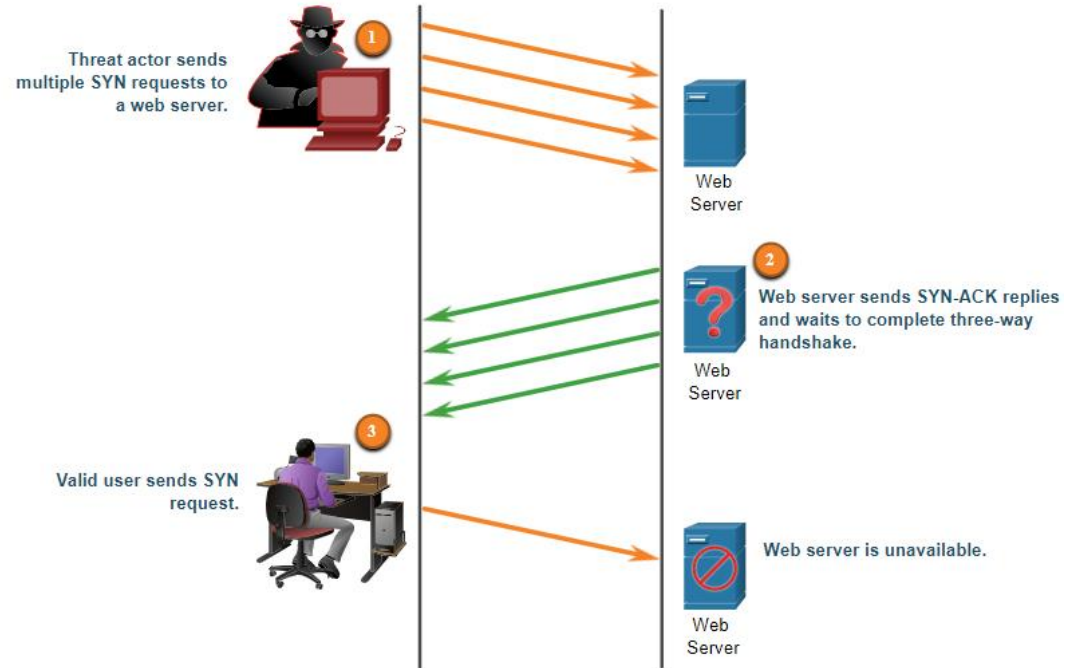 1
Threat actor sends
multiple SYN requests to
a web server.
Web
Server
2
Web server sends SYN-ACK replies
and waits to complete three-way
handshake.
?
Web
Server
3
Valid user sends SYN
request.
Web server is unavailable.
Web
Server